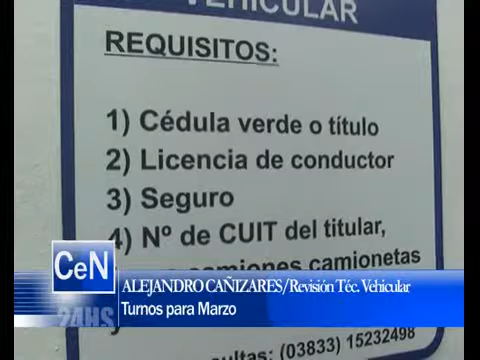 VEHICULAR
REQUISITOS:
1) Cédula verde o título
2) Licencia de conductor
3) Seguro
4) Nº de CUIT del titular,
camiones camionetas
CeN
24HS
ALEJANDRO CAÑIZARES/Revisión Téc. Vehicular
Turnos para Marzo
(03833) 15232498